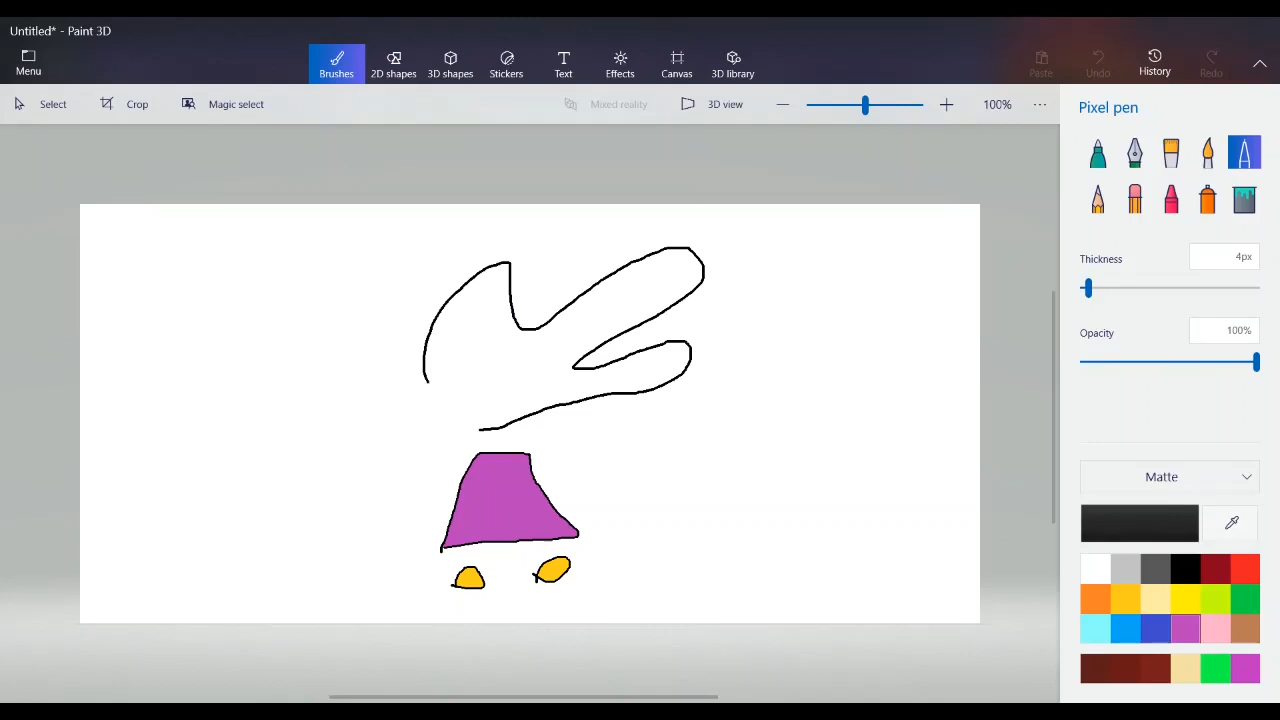 Untitled* - Paint 3D
Menu
Brushes
2D shapes
3D shapes
Stickers
Text
Effects
Canvas
3D library
Paste
Undo
History
Redo
Select
Crop
Magic select
Mixed reality
3D view
100%
Pixel pen
Thickness
4px
Opacity
100%
Matte